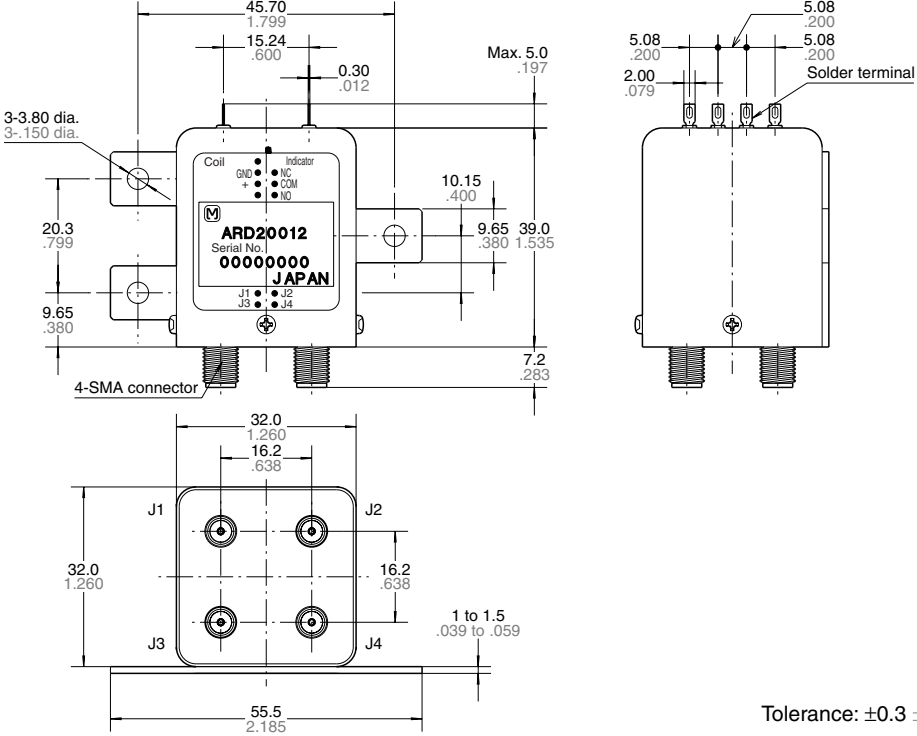 45.70
1.799
15.24
.600
0.30
.012
Max. 5.0
.197
3-3.80 dia.
3-.150 dia.
Coil
Indicator
GND
NC
+
COM
NO
M
ARD20012
Serial No.
00000000
JAPAN
J1
J2
J3
J4
20.3
.799
9.65
.380
10.15
.400
9.65
.380
39.0
1.535
7.2
.283
4-SMA connector
5.08
.200
5.08
.200
5.08
.200
2.00
.079
Solder terminal
32.0
1.260
16.2
.638
J1
J2
32.0
1.260
16.2
.638
J3
J4
1 to 1.5
.039 to .059
55.5
2.185
Tolerance: ±0.3 ±